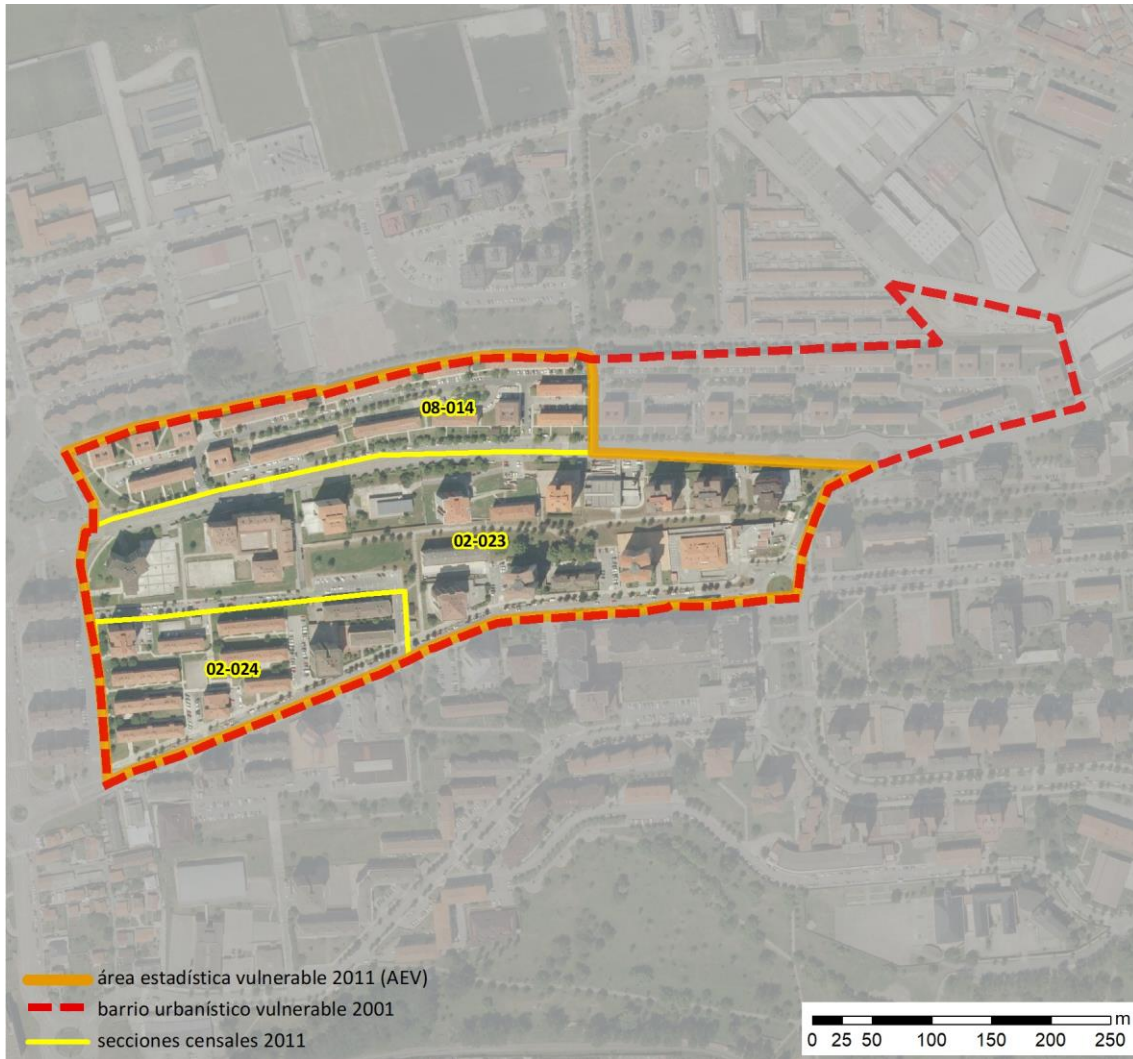 08-014
02-023
02-024
área estadística vulnerable 2011 (AEV)
barrio urbanístico vulnerable 2001
secciones censales 2011
m
0 25 50 100 150 200 250